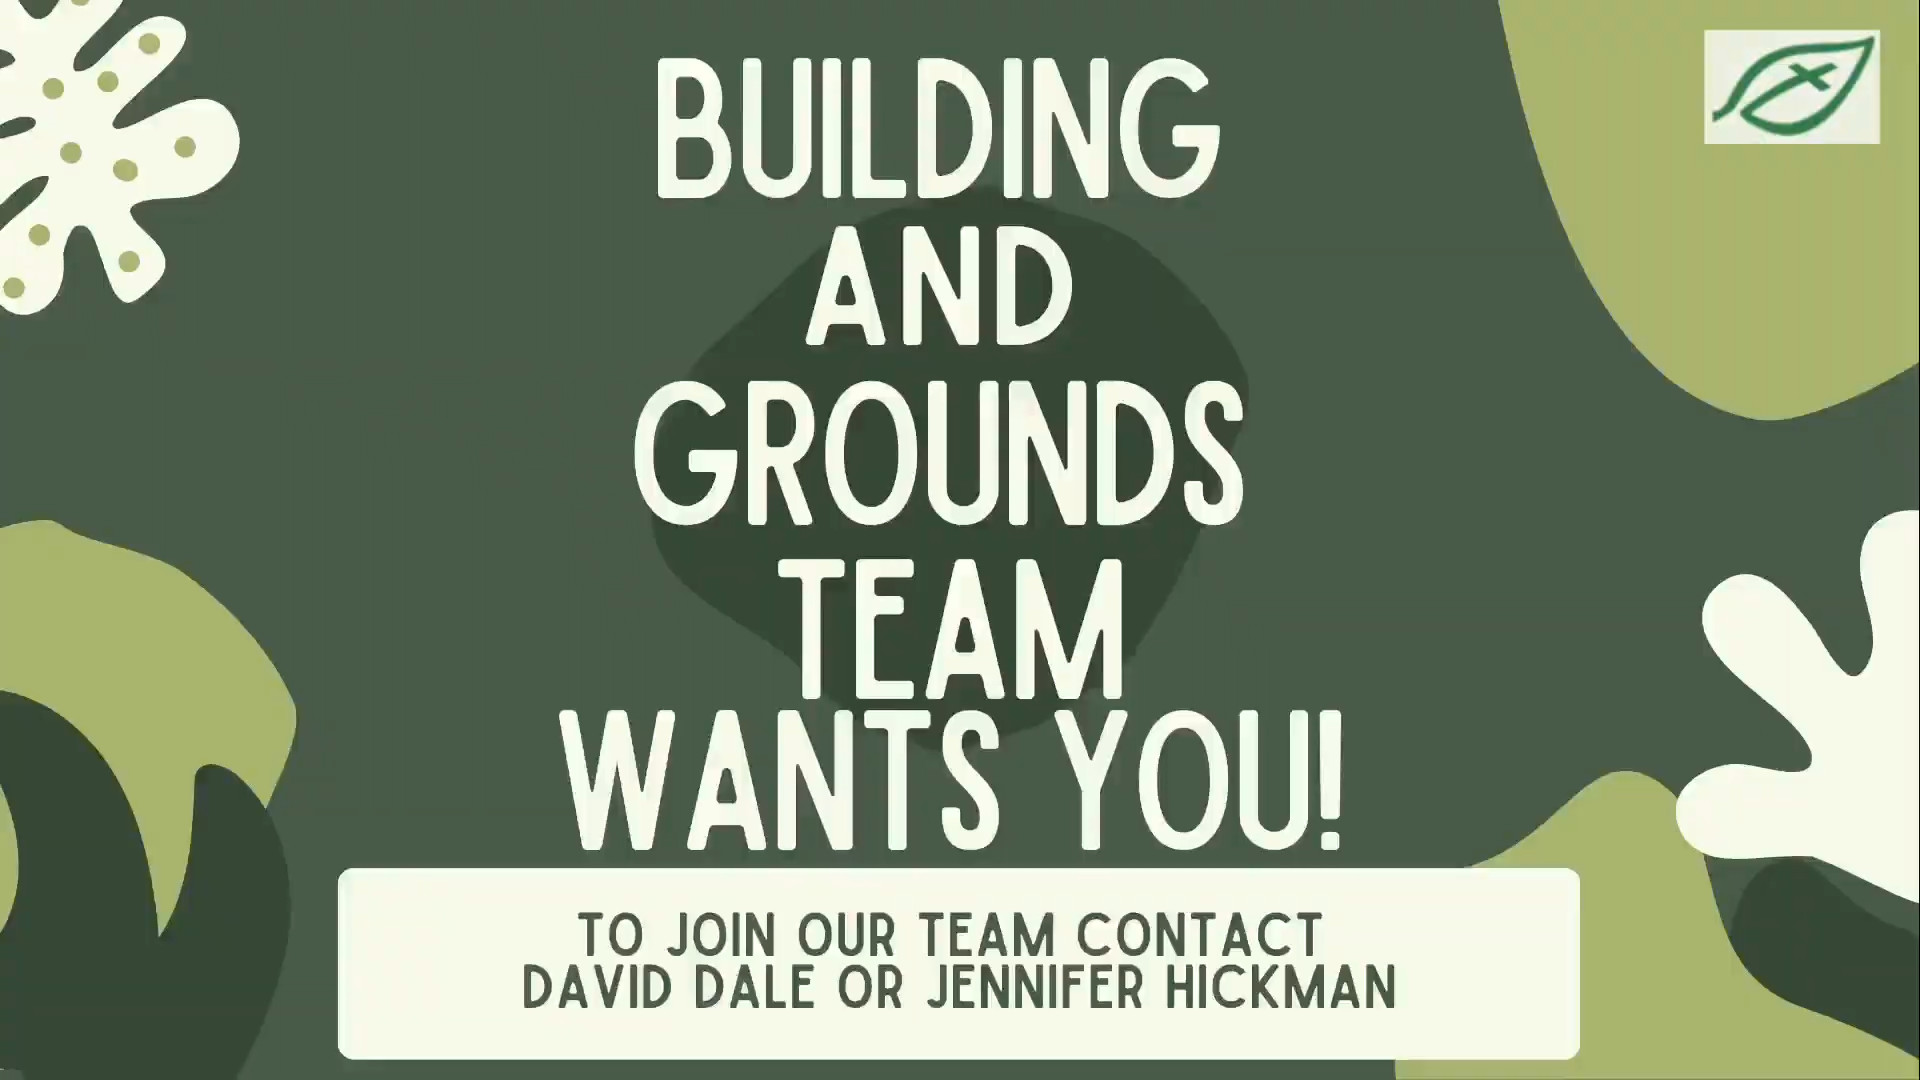 BUILDING
AND
GROUNDS
TEAM
WANTS YOU!
TO JOIN OUR TEAM CONTACT
DAVID DALE OR JENNIFER HICKMAN